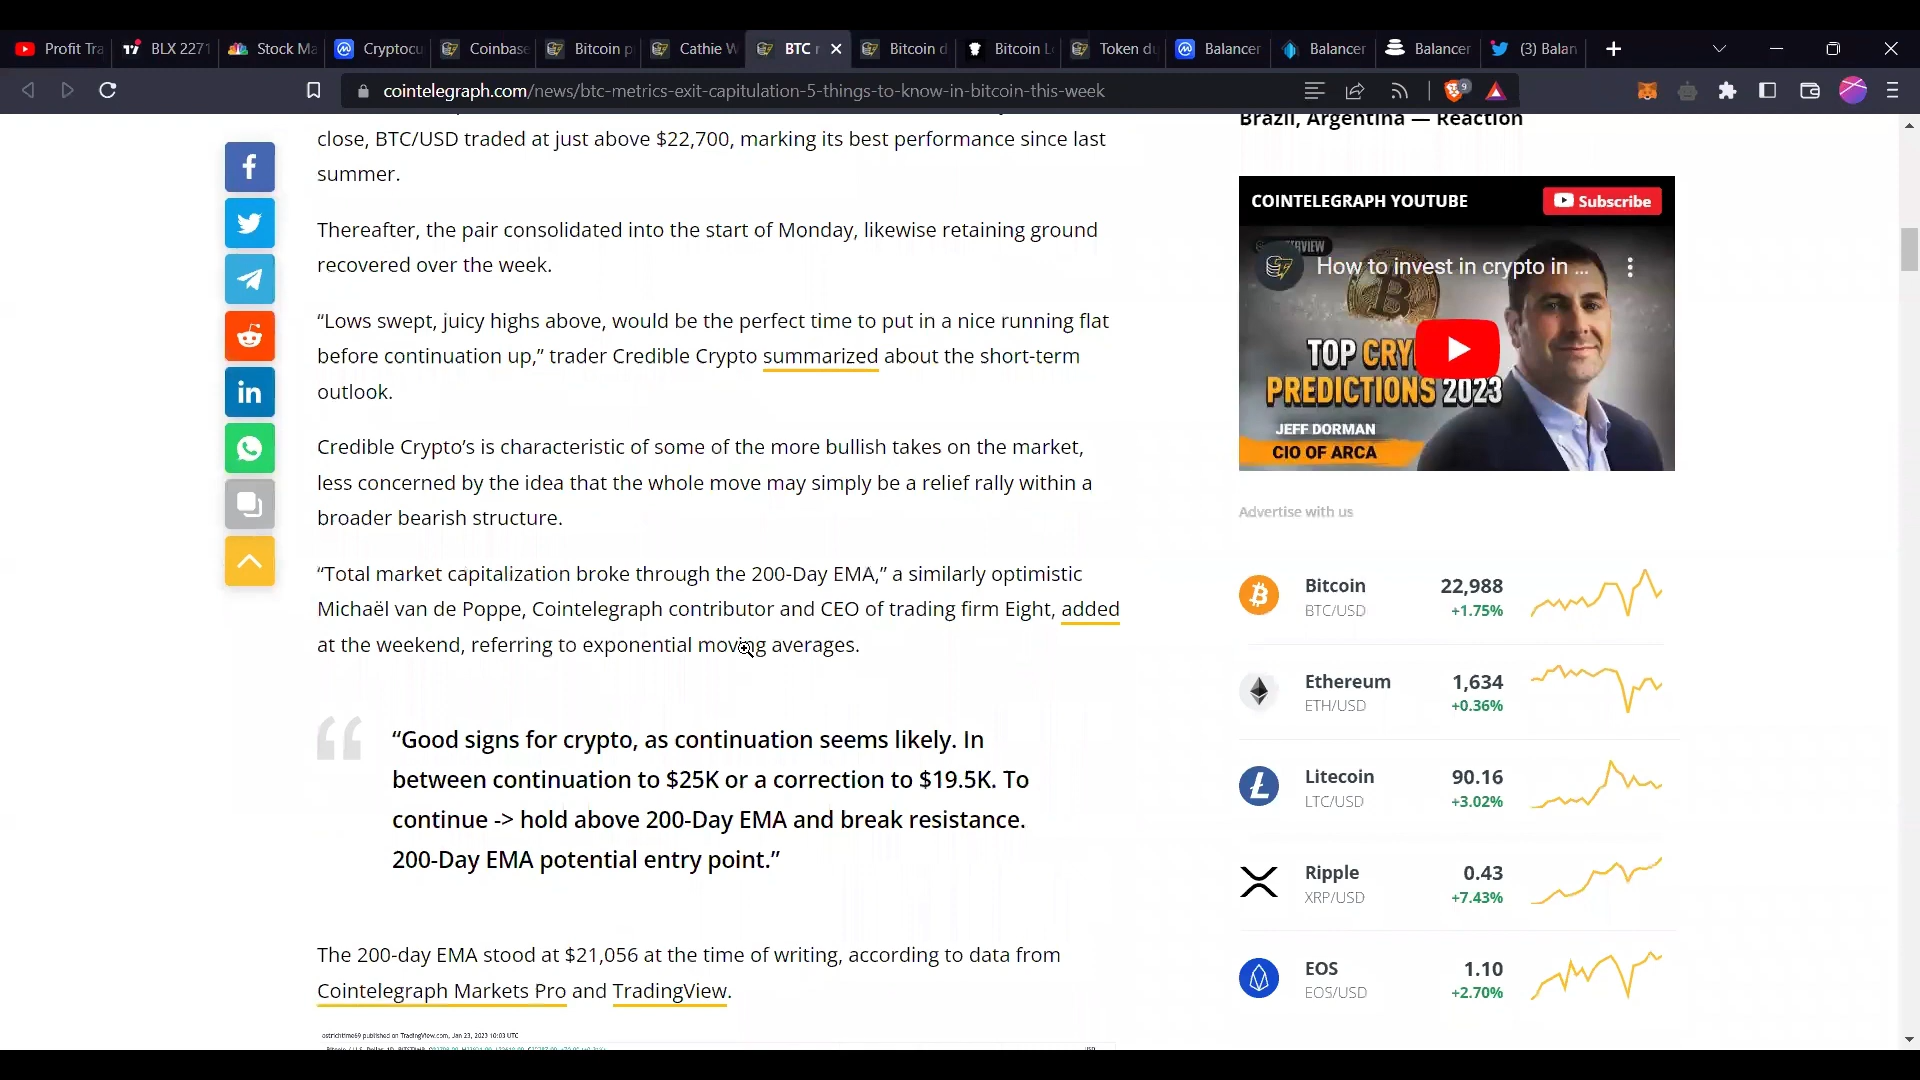 Profit Tra
BLX 2271
Stock Ma
Cryptocu
Coinbase
Bitcoin p
Cathie W
BTC
Bitcoin d
Bitcoin L
Token du
Balancer
Balancer
Balancer
(3) Balan
cointelegraph.com/news/btc-metrics-exit-capitulation-5-things-to-know-in-bitcoin-this-week
9
close, BTC/USD traded at just above $22,700, marking its best performance since last
summer.
Thereafter, the pair consolidated into the start of Monday, likewise retaining ground
recovered over the week.
“Lows swept, juicy highs above, would be the perfect time to put in a nice running flat
before continuation up,” trader Credible Crypto summarized about the short-term
outlook.
Credible Crypto’s is characteristic of some of the more bullish takes on the market,
less concerned by the idea that the whole move may simply be a relief rally within a
broader bearish structure.
“Total market capitalization broke through the 200-Day EMA,” a similarly optimistic
Michaël van de Poppe, Cointelegraph contributor and CEO of trading firm Eight, added
at the weekend, referring to exponential moving averages.
“Good signs for crypto, as continuation seems likely. In
between continuation to $25K or a correction to $19.5K. To
continue -> hold above 200-Day EMA and break resistance.
200-Day EMA potential entry point.”
The 200-day EMA stood at $21,056 at the time of writing, according to data from
Cointelegraph Markets Pro and TradingView.
ostrichtime69 published on TradingView.com, Jan 23, 2023 10:03 UTC
Brazil, Argentina — Reaction
COINTELEGRAPH YOUTUBE
Subscribe
How to invest in crypto in ...
TOP CRY
PREDICTIONS 2023
JEFF DORMAN
CIO OF ARCA
Advertise with us
Bitcoin 22,988
BTC/USD +1.75%
Ethereum 1,634
ETH/USD +0.36%
Litecoin 90.16
LTC/USD +3.02%
Ripple 0.43
XRP/USD +7.43%
EOS 1.10
EOS/USD +2.70%